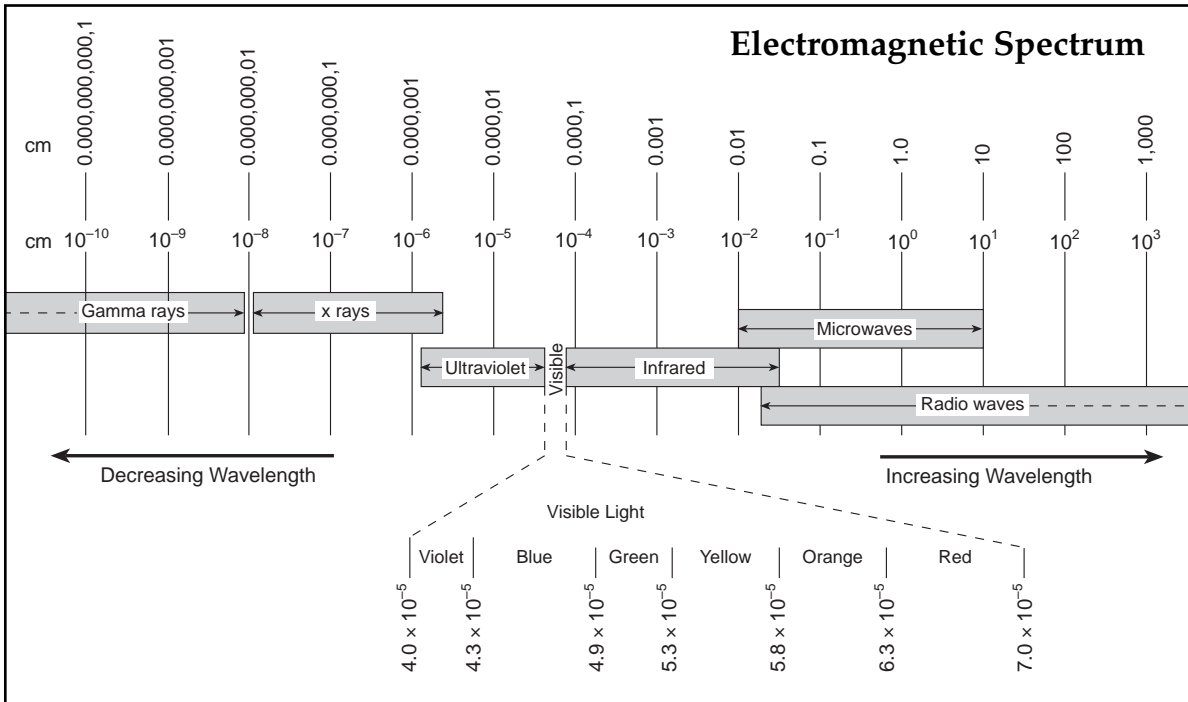 Electromagnetic Spectrum
cm 0.000,000,000,1 0.000,000,001 0.000,000,01 0.000,000,1 0.000,001 0.000,01 0.000,1 0.001 0.01 0.1 1.0 10 100 1,000
cm 10⁻¹⁰ 10⁻⁹ 10⁻⁸ 10⁻⁷ 10⁻⁶ 10⁻⁵ 10⁻⁴ 10⁻³ 10⁻² 10⁻¹ 10⁰ 10¹ 10² 10³
Gamma rays x rays
Microwaves
Ultraviolet Visible Infrared
Radio waves
Decreasing Wavelength Increasing Wavelength
Visible Light
Violet Blue Green Yellow Orange Red
4.0 × 10⁻⁵ 4.3 × 10⁻⁵ 4.9 × 10⁻⁵ 5.3 × 10⁻⁵ 5.8 × 10⁻⁵ 6.3 × 10⁻⁵ 7.0 × 10⁻⁵